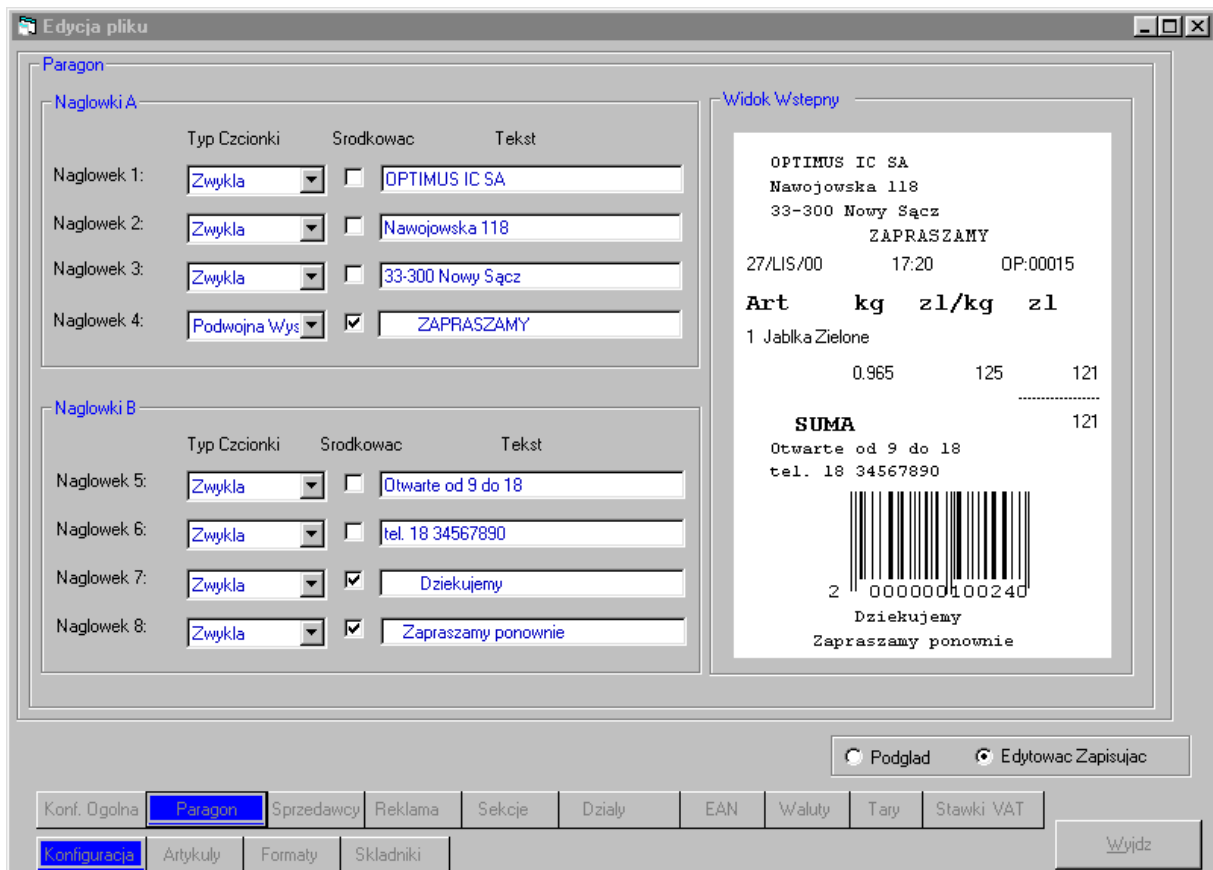 Edycja pliku
Paragon
Naglowki A
Typ Czcionki Srodkowac Tekst
Naglowek 1: Zwykla OPTIMUS IC SA
Naglowek 2: Zwykla Nawojowska 118
Naglowek 3: Zwykla 33-300 Nowy Sącz
Naglowek 4: Podwojna Wys ZAPRASZAMY
Naglowki B
Typ Czcionki Srodkowac Tekst
Naglowek 5: Zwykla Otwarte od 9 do 18
Naglowek 6: Zwykla tel. 18 34567890
Naglowek 7: Zwykla Dziekujemy
Naglowek 8: Zwykla Zapraszamy ponownie
Widok Wstepny
OPTIMUS IC SA
Nawojowska 118
33-300 Nowy Sącz
ZAPRASZAMY
27/LIS/00 17:20 OP:00015
Art kg zl/kg zl
1 Jablka Zielone
0.965 125 121
------------------
SUMA 121
Otwarte od 9 do 18
tel. 18 34567890
2 000000100240
Dziekujemy
Zapraszamy ponownie
Podglad Edytowac Zapisujac
Konf. Ogolna Paragon Sprzedawcy Reklama Sekcje Dzialy EAN Waluty Tary Stawki VAT
Konfiguracja Artykuly Formaty Skladniki
Wyjdz